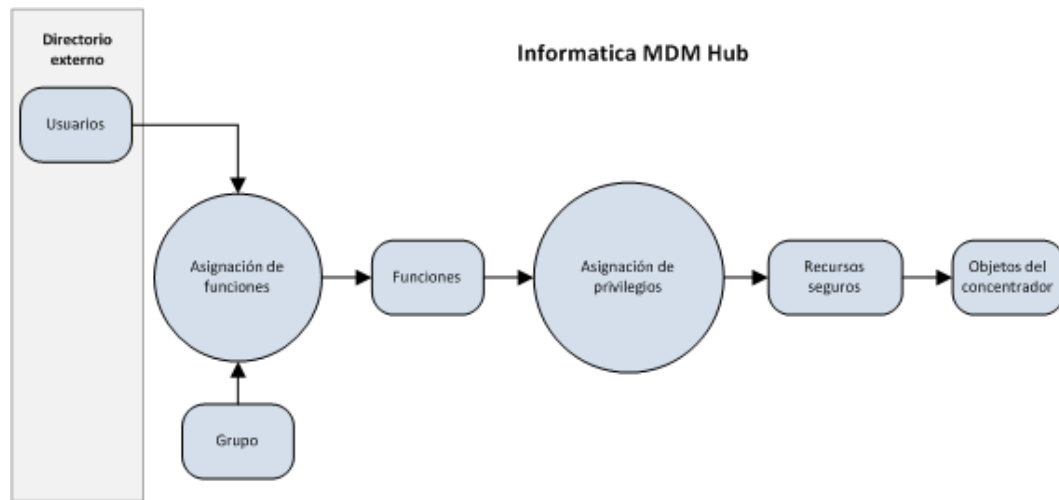 Directorio
externo
Informatica MDM Hub
Usuarios
Asignación de
funciones
Funciones
Asignación de
privilegios
Recursos
seguros
Objetos del
concentrador
Grupo